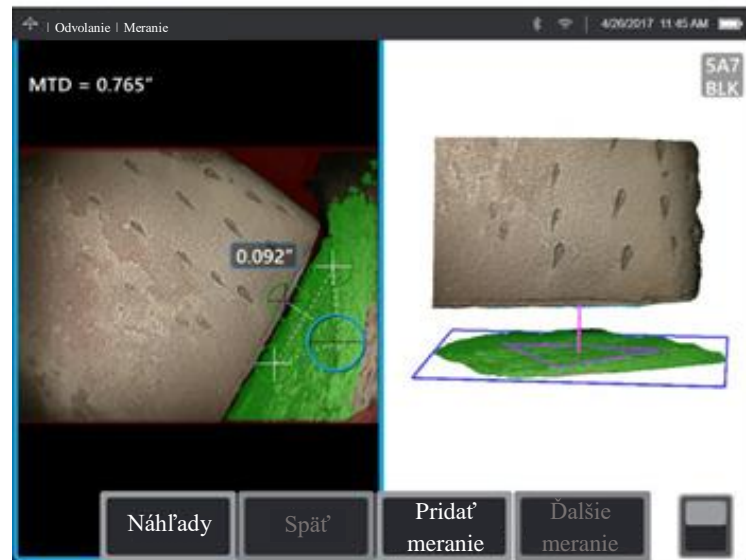 | Odvolanie | Meranie
4/26/2017 11:45 AM
MTD = 0.765"
5A7
BLK
0.092"
Náhľady
Späť
Pridať
meranie
Ďalšie
meranie